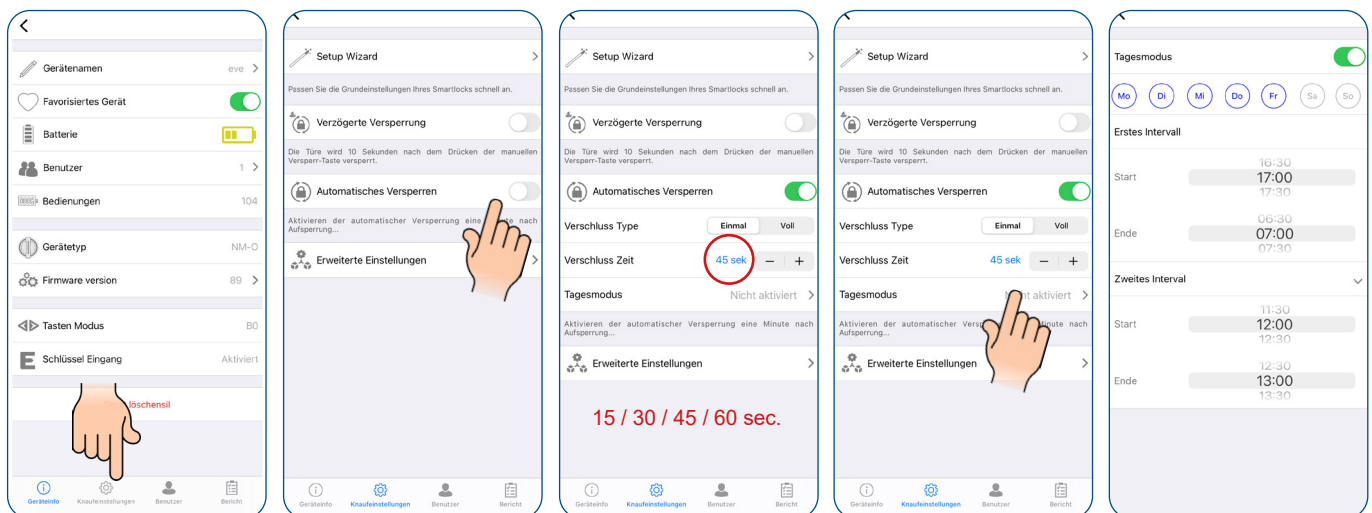 Gerätenamen eve
Favorisiertes Gerät
Batterie
Benutzer 1
Bedienungen 104
Gerätetyp NM-O
Firmware version 89
Tasten Modus B0
E Schlüssel Eingang Aktiviert
löschensil
Geräteinfo Knaufeinstellungen Benutzer Bericht
Setup Wizard
Passen Sie die Grundeinstellungen Ihres Smartlocks schnell an.
Verzögerte Versperrung
Die Türe wird 10 Sekunden nach dem Drücken der manuellen
Versperr-Taste versperrt.
Automatisches Versperren
Aktivieren der automatischer Versperrung eine nach
Aufsperrung...
Erweiterte Einstellungen
Geräteinfo Knaufeinstellungen Benutzer Bericht
Setup Wizard
Passen Sie die Grundeinstellungen Ihres Smartlocks schnell an.
Verzögerte Versperrung
Die Türe wird 10 Sekunden nach dem Drücken der manuellen
Versperr-Taste versperrt.
Automatisches Versperren
Verschluss Type Einmal Voll
Verschluss Zeit 45 sek − +
Tagesmodus Nicht aktiviert
Aktivieren der automatischer Versperrung eine Minute nach
Aufsperrung...
Erweiterte Einstellungen
15 / 30 / 45 / 60 sec.
Geräteinfo Knaufeinstellungen Benutzer Bericht
Setup Wizard
Passen Sie die Grundeinstellungen Ihres Smartlocks schnell an.
Verzögerte Versperrung
Die Türe wird 10 Sekunden nach dem Drücken der manuellen
Versperr-Taste versperrt.
Automatisches Versperren
Verschluss Type Einmal Voll
Verschluss Zeit 45 sek − +
Tagesmodus aktiviert
Aktivieren der automatischer nach
Aufsperrung...
Erweiterte Einstellungen
Geräteinfo Knaufeinstellungen Benutzer Bericht
Tagesmodus
Mo Di Mi Do Fr Sa So
Erstes Intervall
16:30
Start 17:00
17:30
06:30
Ende 07:00
07:30
Zweites Interval
11:30
Start 12:00
12:30
12:30
Ende 13:00
13:30